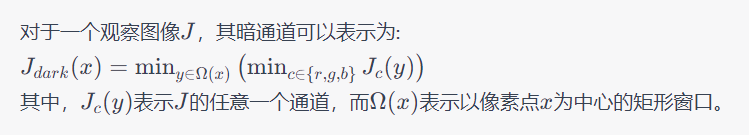 对于一个观察图像J，其暗通道可以表示为:
J_{dark}(x) = min_{y∈Ω(x)} (min_{c∈{r,g,b}} J_c(y))
其中，J_c(y)表示J的任意一个通道，而Ω(x)表示以像素点x为中心的矩形窗口。